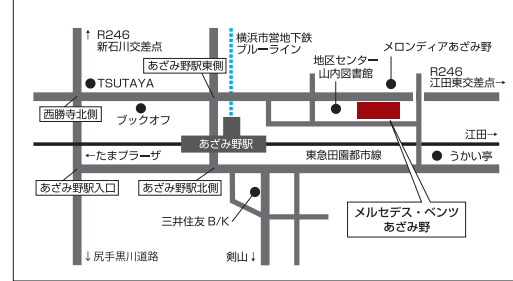 ↑ R246
新石川交差点
横浜市営地下鉄
ブルーライン
メロンディアあざみ野
地区センター
山内図書館
あざみ野駅東側
R246
江田東交差点→
TSUTAYA
西勝寺北側
ブックオフ
あざみ野駅
江田→
←たまプラーザ
東急田園都市線
うかい亭
あざみ野駅入口
あざみ野駅北側
三井住友 B/K
メルセデス・ベンツ
あざみ野
↓尻手黒川道路
剣山↓